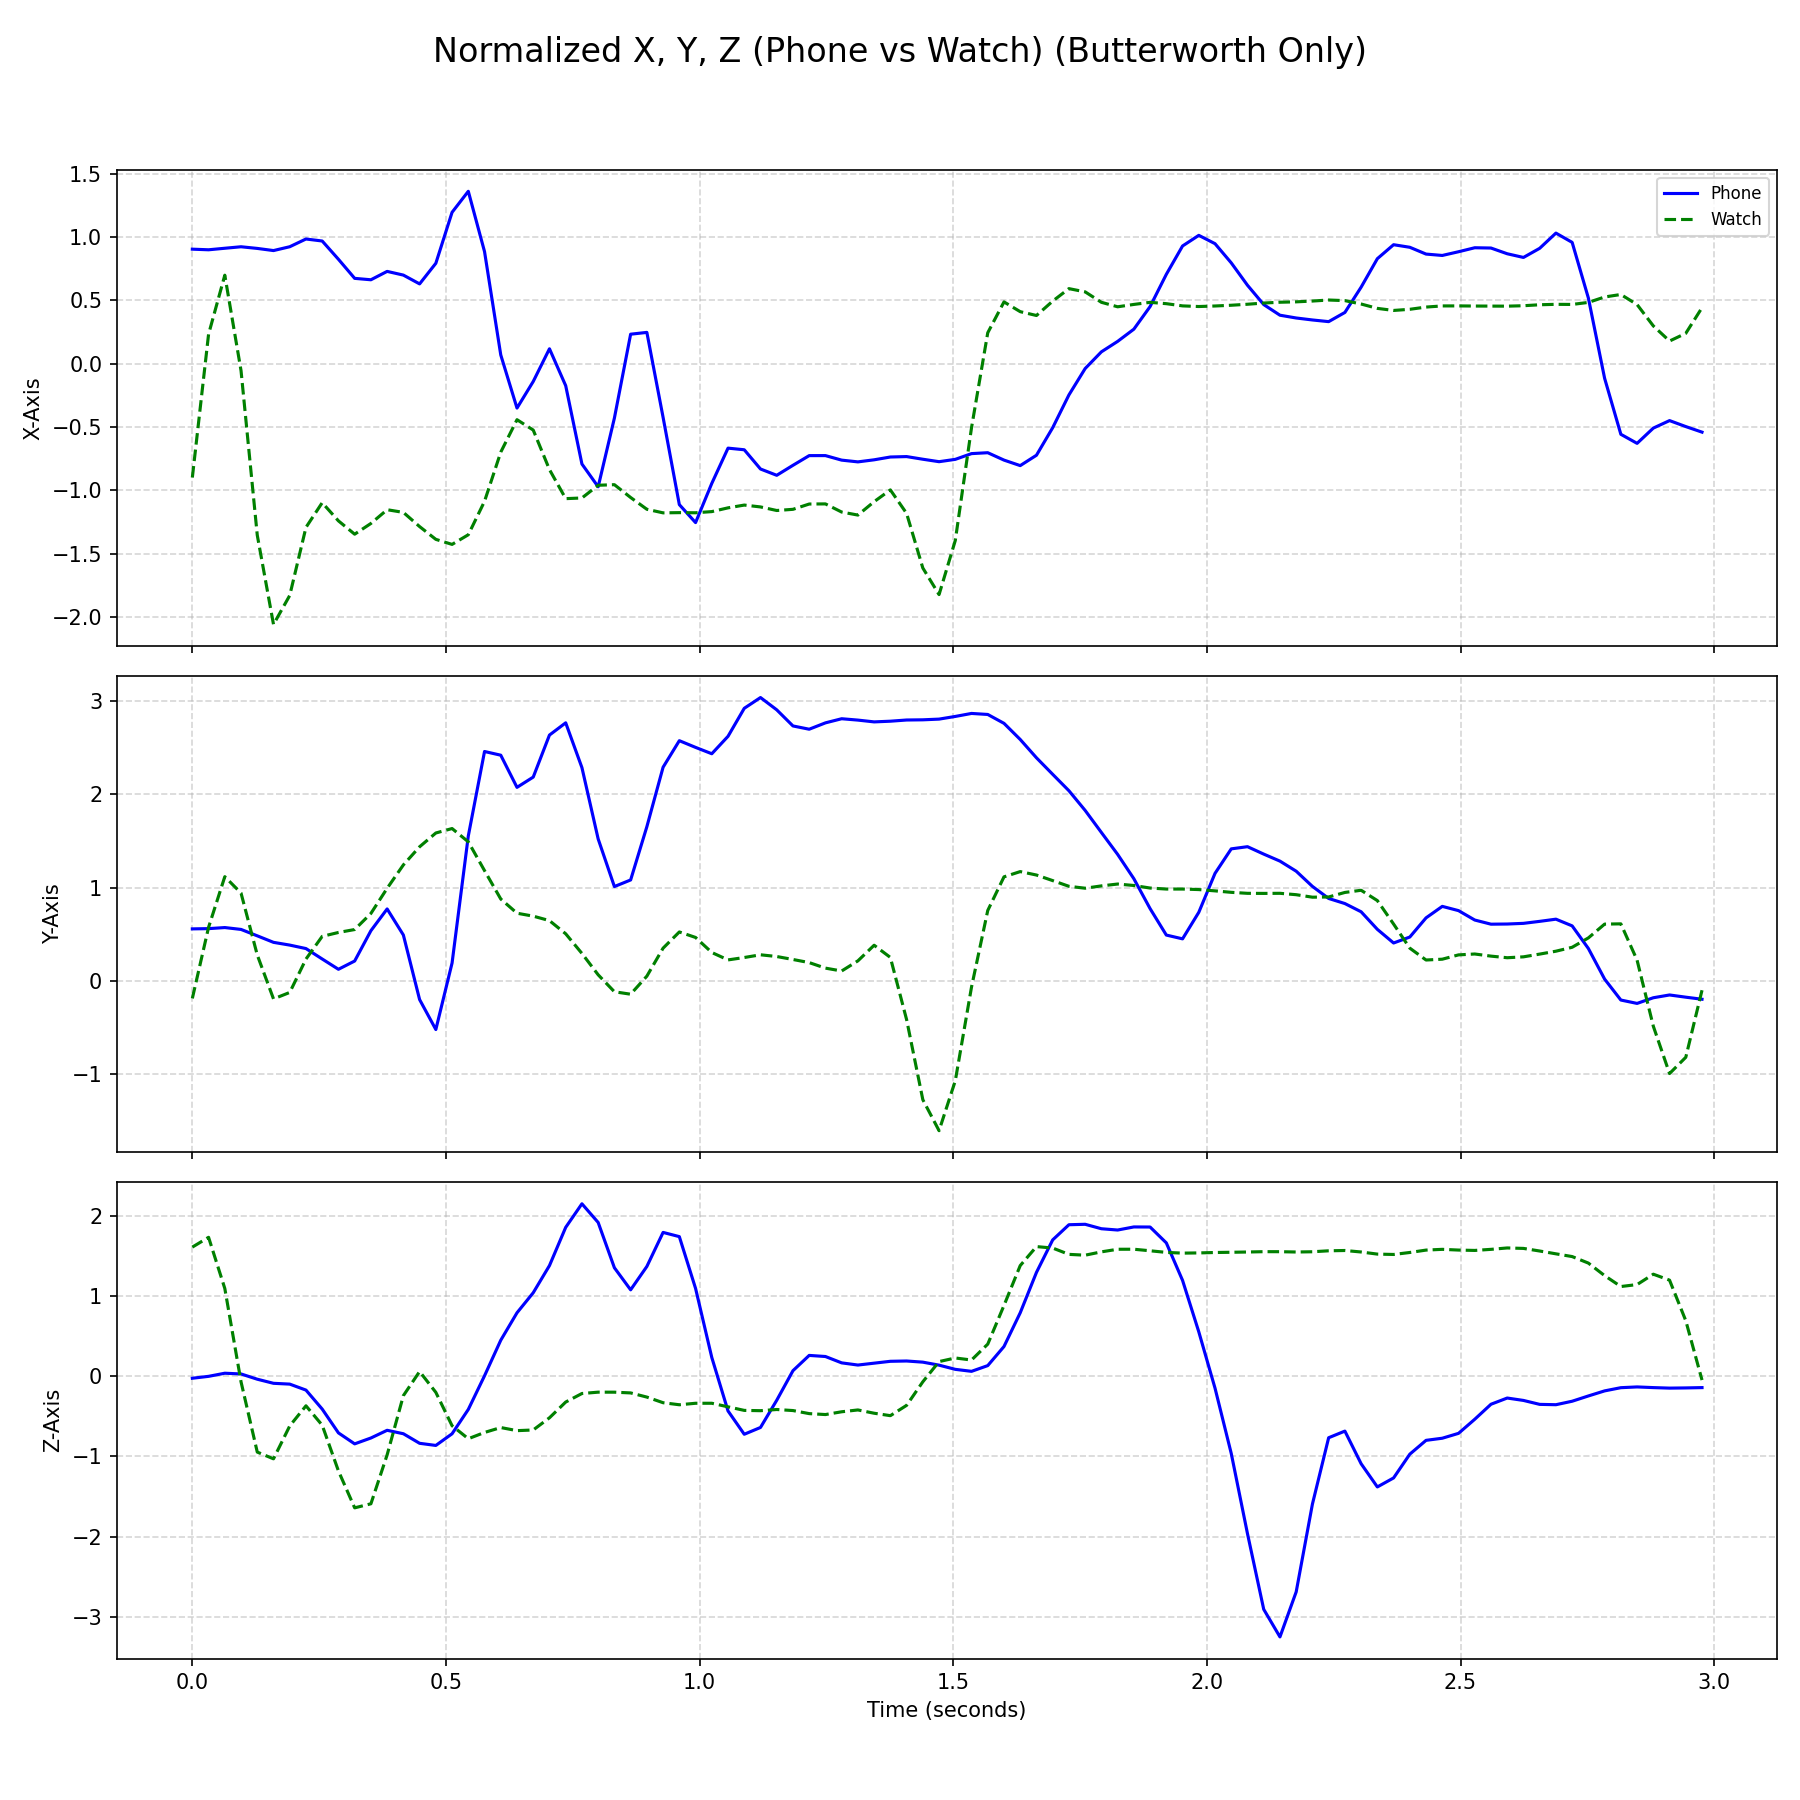 Normalized X, Y, Z (Phone vs Watch) (Butterworth Only)
1.5
1.0
0.5
0.0
−0.5
−1.0
−1.5
−2.0
X-Axis
Phone
Watch
3
2
1
0
−1
Y-Axis
2
1
0
−1
−2
−3
Z-Axis
0.0 0.5 1.0 1.5 2.0 2.5 3.0
Time (seconds)